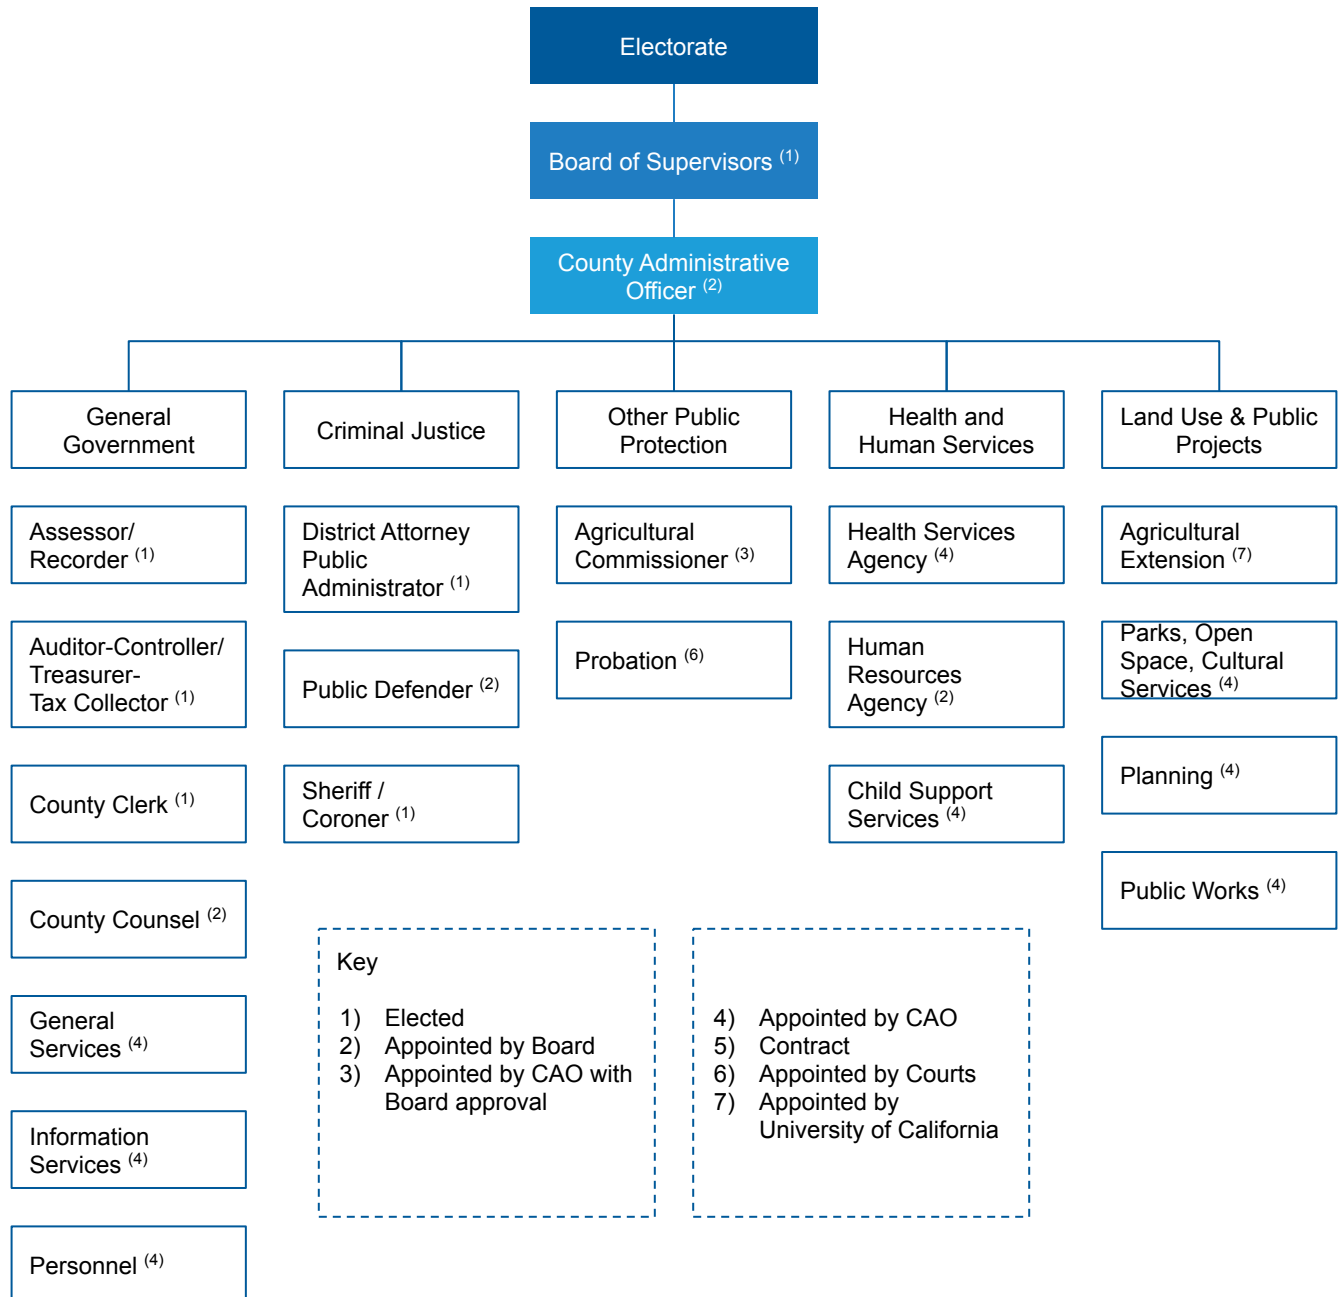 Electorate
Board of Supervisors (1)
County Administrative
Officer (2)
General
Government
Assessor/
Recorder (1)
Auditor-Controller/
Treasurer-
Tax Collector (1)
County Clerk (1)
County Counsel (2)
General
Services (4)
Information
Services (4)
Personnel (4)
Criminal Justice
District Attorney
Public
Administrator (1)
Public Defender (2)
Sheriff /
Coroner (1)
Other Public
Protection
Agricultural
Commissioner (3)
Probation (6)
Health and
Human Services
Health Services
Agency (4)
Human
Resources
Agency (2)
Child Support
Services (4)
Land Use & Public
Projects
Agricultural
Extension (7)
Parks, Open
Space, Cultural
Services (4)
Planning (4)
Public Works (4)
Key
1) Elected
2) Appointed by Board
3) Appointed by CAO with
Board approval
4) Appointed by CAO
5) Contract
6) Appointed by Courts
7) Appointed by
University of California